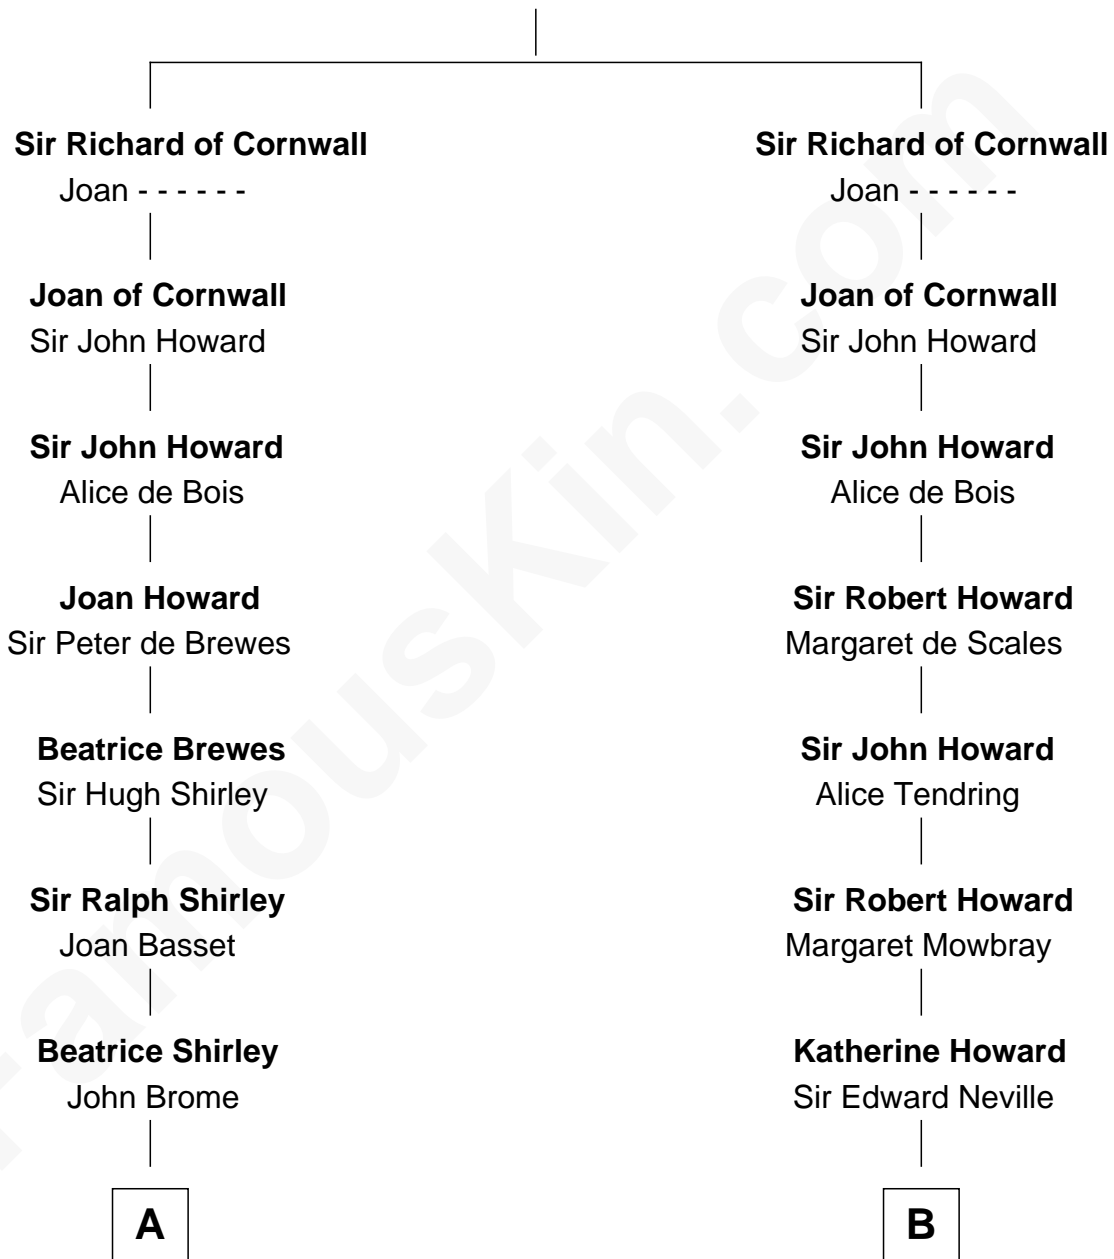 Sir Richard of Cornwall
Joan - - - - - -
Joan of Cornwall
Sir John Howard
Sir John Howard
Alice de Bois
Joan Howard
Sir Peter de Brewes
Beatrice Brewes
Sir Hugh Shirley
Sir Ralph Shirley
Joan Basset
Beatrice Shirley
John Brome
A
Sir Richard of Cornwall
Joan - - - - - -
Joan of Cornwall
Sir John Howard
Sir John Howard
Alice de Bois
Sir Robert Howard
Margaret de Scales
Sir John Howard
Alice Tendring
Sir Robert Howard
Margaret Mowbray
Katherine Howard
Sir Edward Neville
B
FamousKin.com